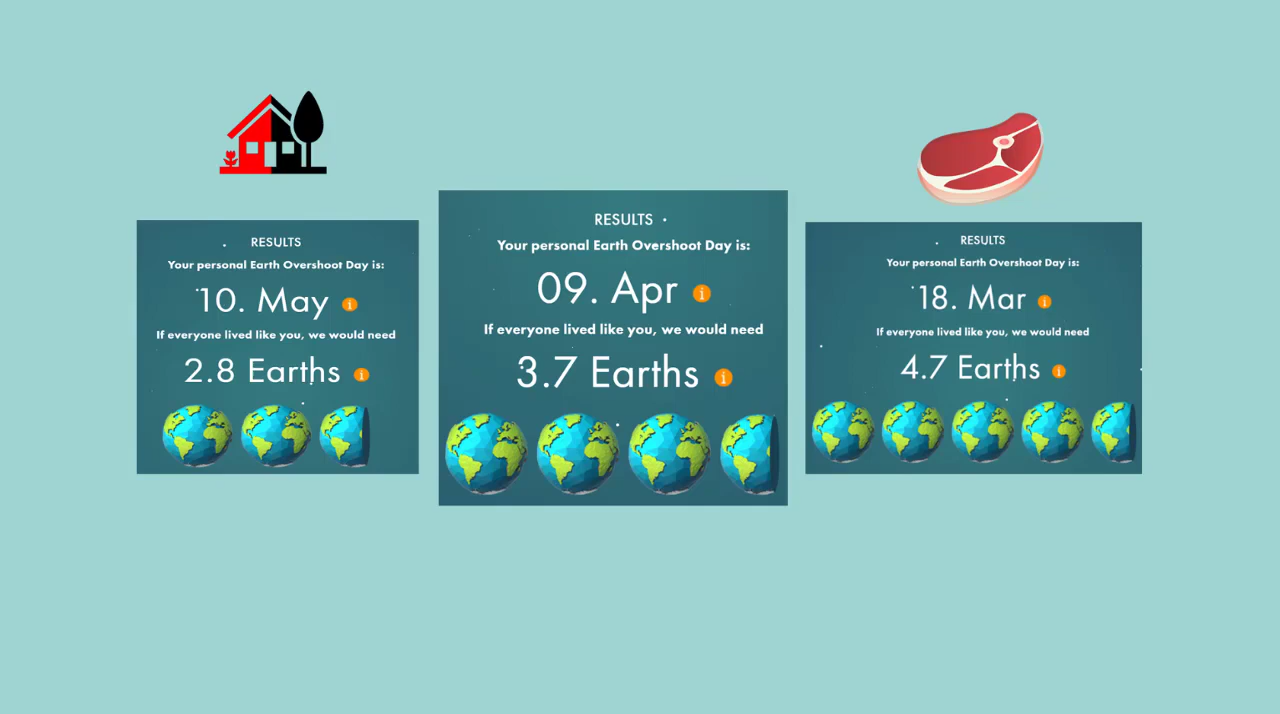 RESULTS
Your personal Earth Overshoot Day is:
10. May
If everyone lived like you, we would need
2.8 Earths
RESULTS
Your personal Earth Overshoot Day is:
09. Apr
If everyone lived like you, we would need
3.7 Earths
RESULTS
Your personal Earth Overshoot Day is:
18. Mar
If everyone lived like you, we would need
4.7 Earths